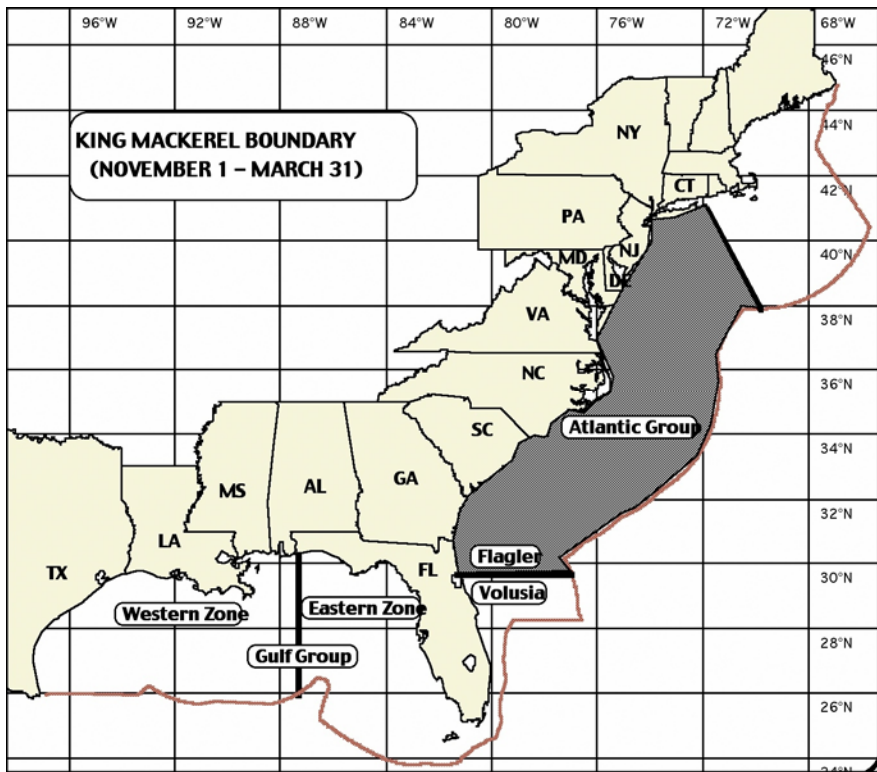 96°W 92°W 88°W 84°W 80°W 76°W 72°W 68°W
46°N
KING MACKEREL BOUNDARY
(NOVEMBER 1 – MARCH 31)
44°N
NY
42°N
CT
PA
40°N
NJ
MD
DE
38°N
VA
36°N
NC
34°N
Atlantic Group
SC
GA
MS
AL
32°N
LA
Flagler
TX
FL
30°N
Volusia
Western Zone
Eastern Zone
28°N
Gulf Group
26°N
24°N